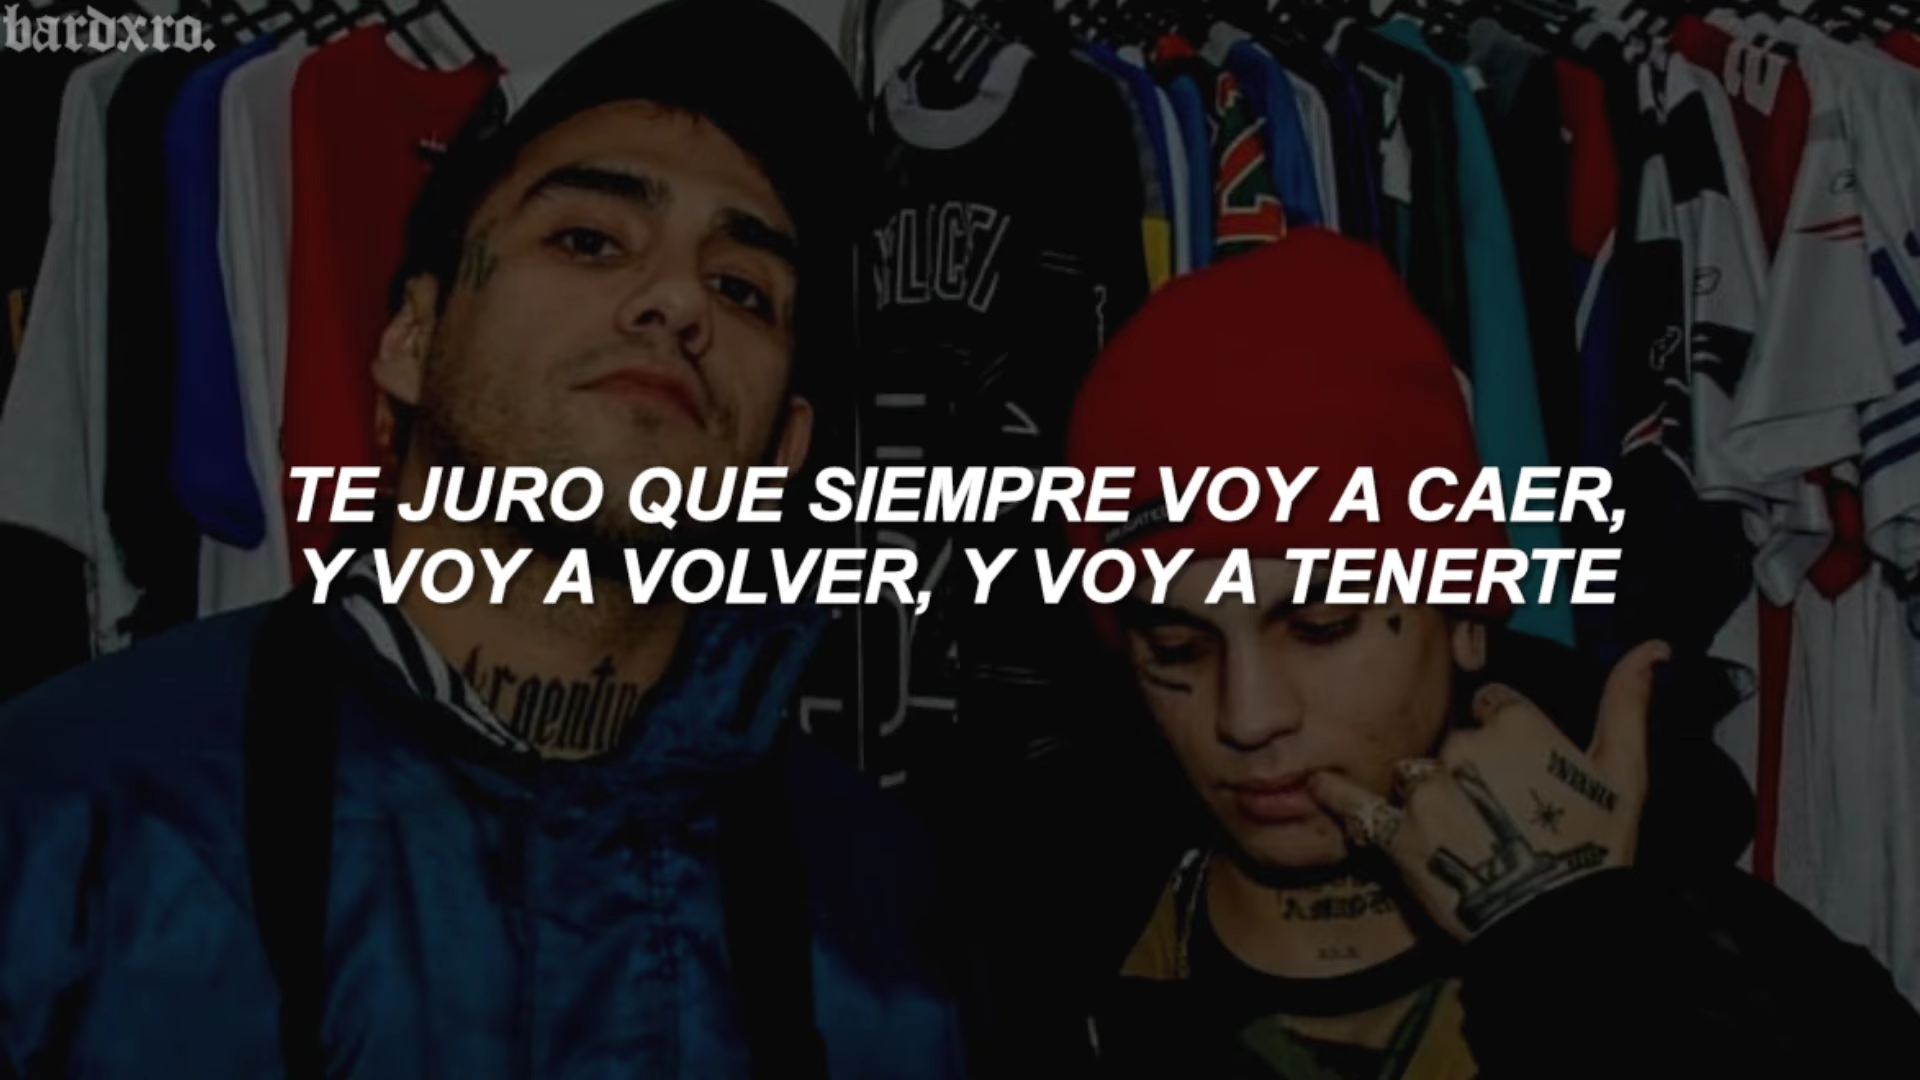 bardxro.
TE JURO QUE SIEMPRE VOY A CAER,
Y VOY A VOLVER, Y VOY A TENERTE